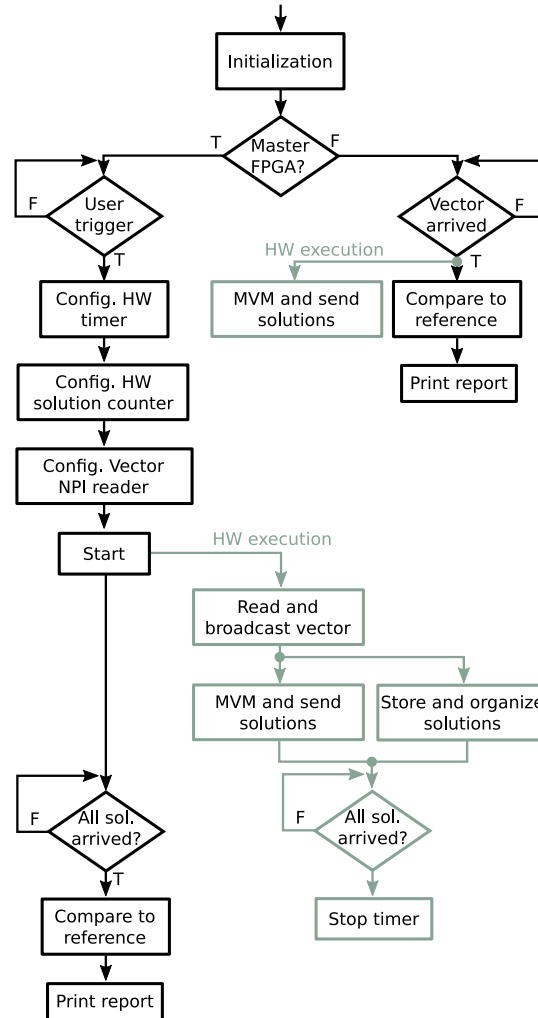 Initialization
Master
FPGA?
T
F
User
trigger
F
T
Vector
arrived
F
T
HW execution
MVM and send
solutions
Compare to
reference
Print report
Config. HW
timer
Config. HW
solution counter
Config. Vector
NPI reader
Start
HW execution
Read and
broadcast vector
MVM and send
solutions
Store and organize
solutions
All sol.
arrived?
F
T
All sol.
arrived?
F
Stop timer
Compare to
reference
Print report